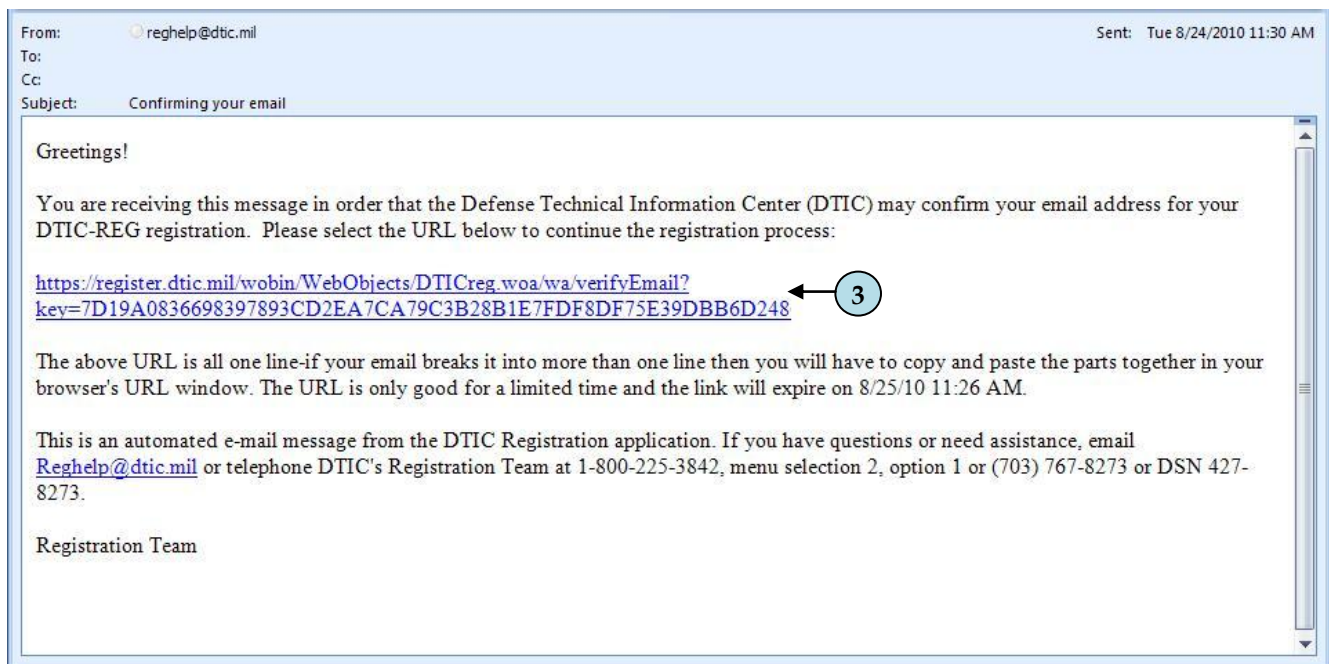 From: reghelp@dtic.mil Sent: Tue 8/24/2010 11:30 AM
To:
Cc:
Subject: Confirming your email
Greetings!
You are receiving this message in order that the Defense Technical Information Center (DTIC) may confirm your email address for your
DTIC-REG registration. Please select the URL below to continue the registration process:
https://register.dtic.mil/wobin/WebObjects/DTICreg.woa/wa/verifyEmail?
key=7D19A0836698397893CD2EA7CA79C3B28B1E7FDF8DF75E39DBB6D248
3
The above URL is all one line-if your email breaks it into more than one line then you will have to copy and paste the parts together in your
browser's URL window. The URL is only good for a limited time and the link will expire on 8/25/10 11:26 AM.
This is an automated e-mail message from the DTIC Registration application. If you have questions or need assistance, email
Reghelp@dtic.mil or telephone DTIC's Registration Team at 1-800-225-3842, menu selection 2, option 1 or (703) 767-8273 or DSN 427-
8273.
Registration Team